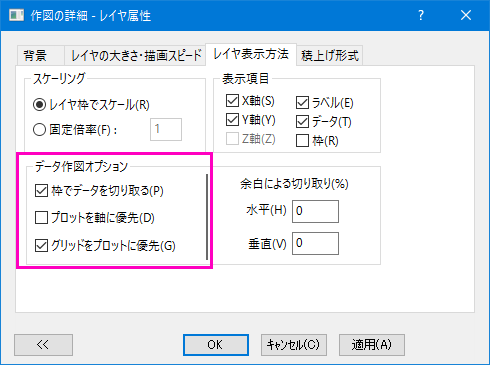 作図の詳細 - レイヤ属性
?
背景 レイヤの大きさ・描画スピード レイヤ表示方法 積上げ形式
スケーリング
レイヤ枠でスケール(R)
固定倍率(F) : 1
表示項目
X軸(S) ラベル(E)
Y軸(Y) データ(T)
Z軸(Z) 枠(R)
データ作図オプション
枠でデータを切り取る(P)
プロットを軸に優先(D)
グリッドをプロットに優先(G)
余白による切り取り(%)
水平(H) 0
垂直(V) 0
<< OK キャンセル(C) 適用(A)